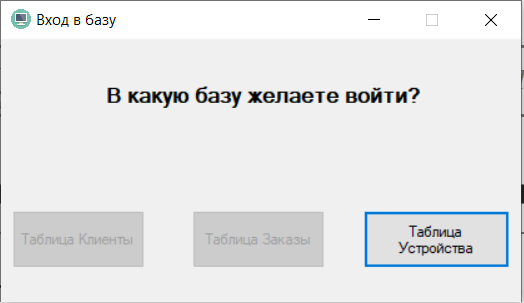 Вход в базу
В какую базу желаете войти?
Таблица Клиенты
Таблица Заказы
Таблица
Устройства